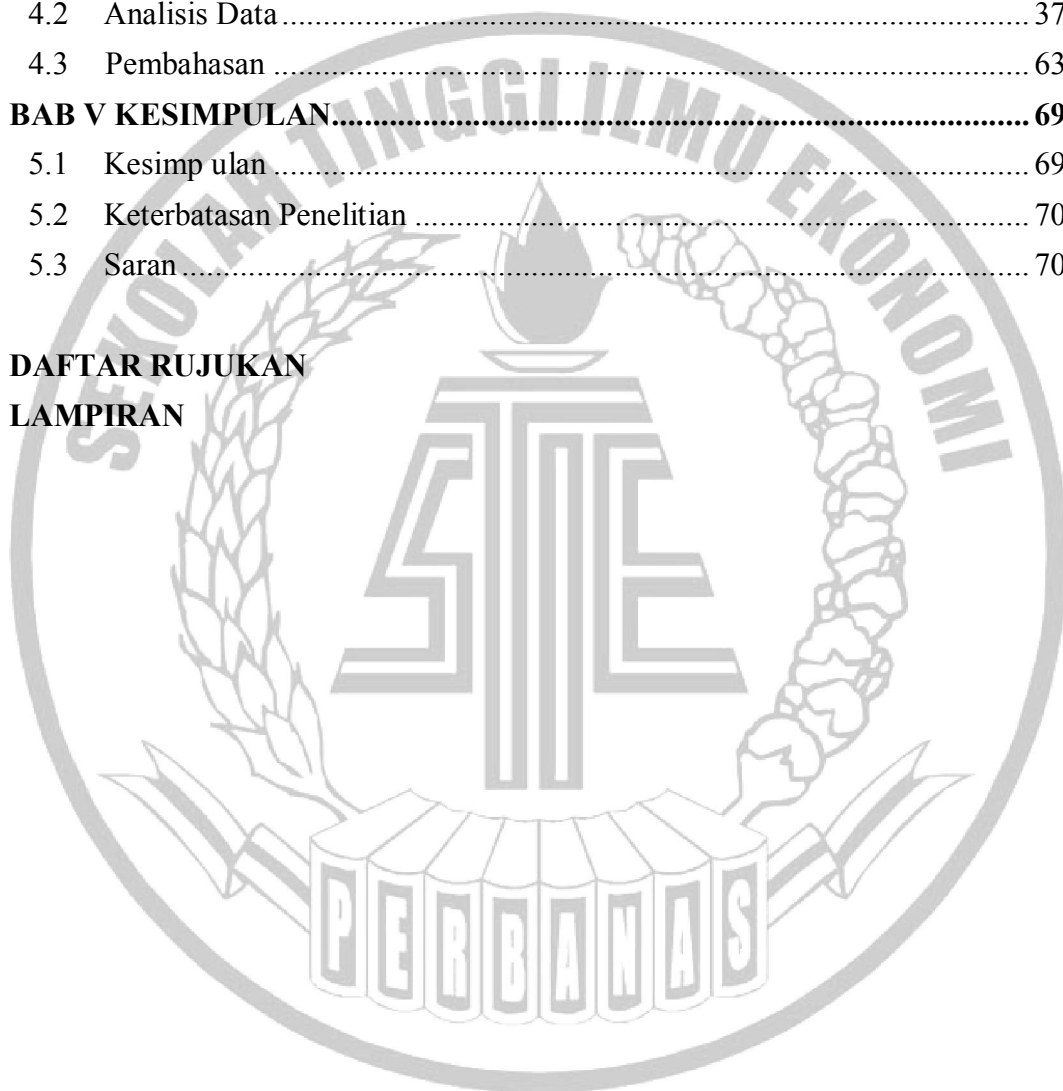 4.2 Analisis Data ........................................................................ 37
4.3 Pembahasan ........................................................................ 63
BAB V KESIMPULAN........................................................................ 69
5.1 Kesimp ulan ........................................................................ 69
5.2 Keterbatasan Penelitian ........................................................................ 70
5.3 Saran ........................................................................ 70
DAFTAR RUJUKAN
LAMPIRAN
SEKOLAH TINGGI ILMU EKONOMI
STIE
PERBANAS